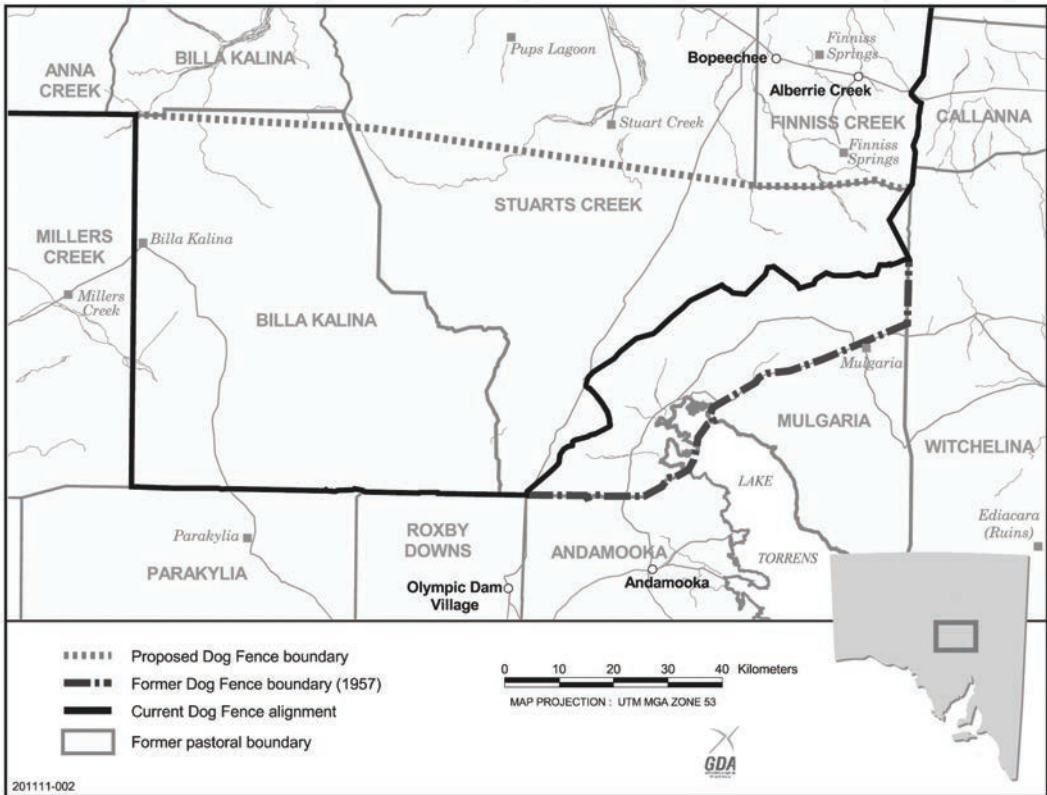 BILLA KALINA
Pups Lagoon
Bopeechee
Finniss
Springs
ANNA
CREEK
Alberrie Creek
Stuart Creek
FINNISS CREEK
CALLANNA
Finniss
Springs
STUARTS CREEK
MILLERS
CREEK
Billa Kalina
Millers
Creek
BILLA KALINA
Mulgaria
MULGARIA
WITCHELINA
LAKE
TORRENS
Ediacara
(Ruins)
Parakylia
PARAKYLIA
ROXBY
DOWNS
Olympic Dam
Village
ANDAMOOKA
Andamooka
Proposed Dog Fence boundary
Former Dog Fence boundary (1957)
Current Dog Fence alignment
Former pastoral boundary
0 10 20 30 40 Kilometers
MAP PROJECTION : UTM MGA ZONE 53
GDA
201111-002